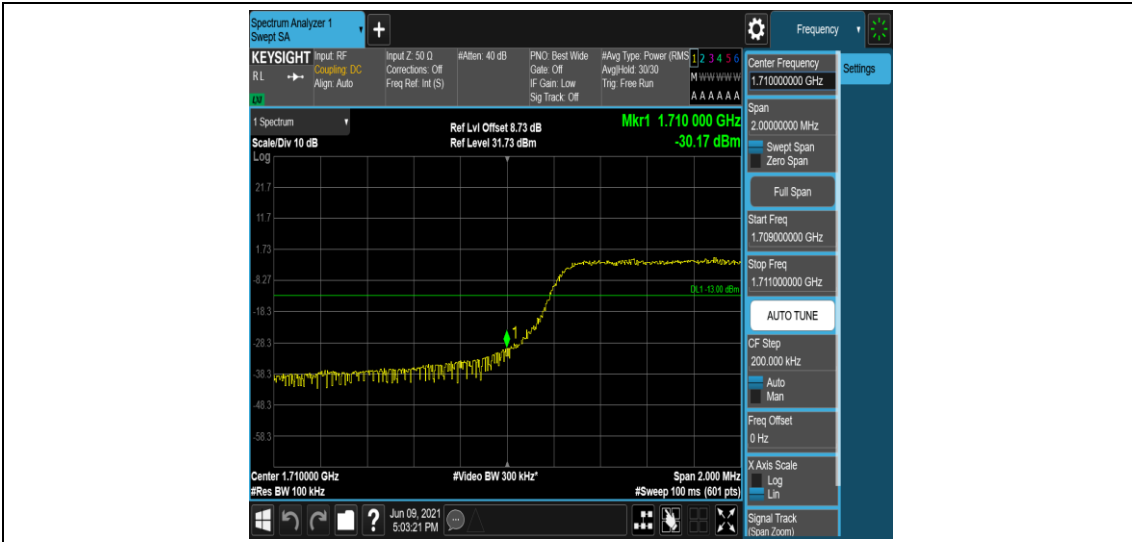 Spectrum Analyzer 1
Swept SA
Frequency
KEYSIGHT
R L
LXI
Input: RF
Coupling: DC
Align: Auto
Input Z: 50 Ω
Corrections: Off
Freq Ref: Int (S)
#Atten: 40 dB
PNO: Best Wide
Gate: Off
IF Gain: Low
Sig Track: Off
#Avg Type: Power (RMS
Avg|Hold: 30/30
Trig: Free Run
1 2 3 4 5 6
M W W W W W
A A A A A A
1 Spectrum
Scale/Div 10 dB
Log
Ref Lvl Offset 8.73 dB
Ref Level 31.73 dBm
Mkr1 1.710 000 GHz
-30.17 dBm
21.7
11.7
1.73
-8.27
-18.3
-28.3
-38.3
-48.3
-58.3
DL1 -13.00 dBm
1
Center 1.710000 GHz
#Res BW 100 kHz
#Video BW 300 kHz*
Span 2.000 MHz
#Sweep 100 ms (601 pts)
Center Frequency
1.710000000 GHz
Settings
Span
2.00000000 MHz
Swept Span
Zero Span
Full Span
Start Freq
1.709000000 GHz
Stop Freq
1.711000000 GHz
AUTO TUNE
CF Step
200.000 kHz
Auto
Man
Freq Offset
0 Hz
X Axis Scale
Log
Lin
Signal Track
(Span Zoom)
?
Jun 09, 2021
5:03:21 PM